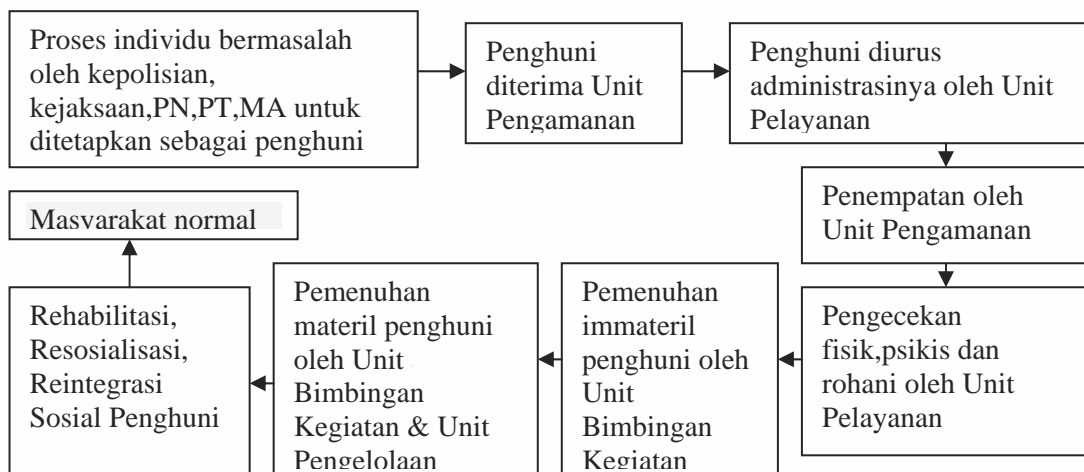 Proses individu bermasalah
oleh kepolisian,
kejaksaan,PN,PT,MA untuk
ditetapkan sebagai penghuni
Penghuni
diterima Unit
Pengamanan
Penghuni diurus
administrasinya oleh Unit
Pelayanan
Penempatan oleh
Unit Pengamanan
Pengecekan
fisik,psikis dan
rohani oleh Unit
Pelayanan
Pemenuhan
immateril
penghuni oleh
Unit
Bimbingan
Kegiatan
Pemenuhan
materil penghuni
oleh Unit
Bimbingan
Kegiatan & Unit
Pengelolaan
Rehabilitasi,
Resosialisasi,
Reintegrasi
Sosial Penghuni
Masyarakat normal